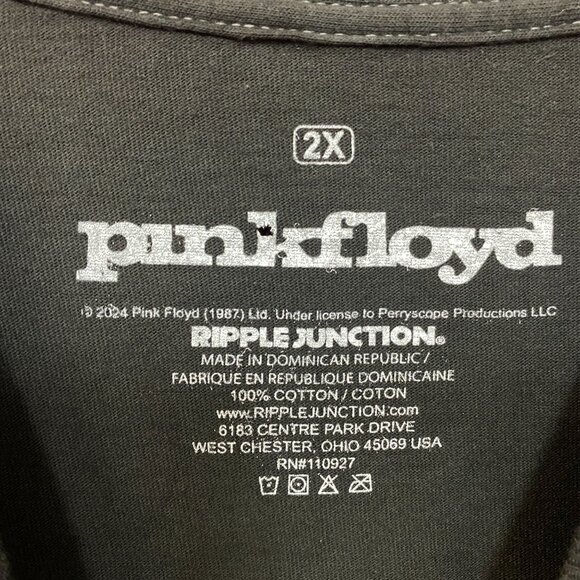 2X
pink floyd
© 2024 Pink Floyd (1987) Ltd. Under license to Perryscope Productions LLC
RIPPLE JUNCTION®
MADE IN DOMINICAN REPUBLIC /
FABRIQUE EN REPUBLIQUE DOMINICAINE
100% COTTON / COTON
www.RIPPLEJUNCTION.com
6183 CENTRE PARK DRIVE
WEST CHESTER, OHIO 45069 USA
RN#110927